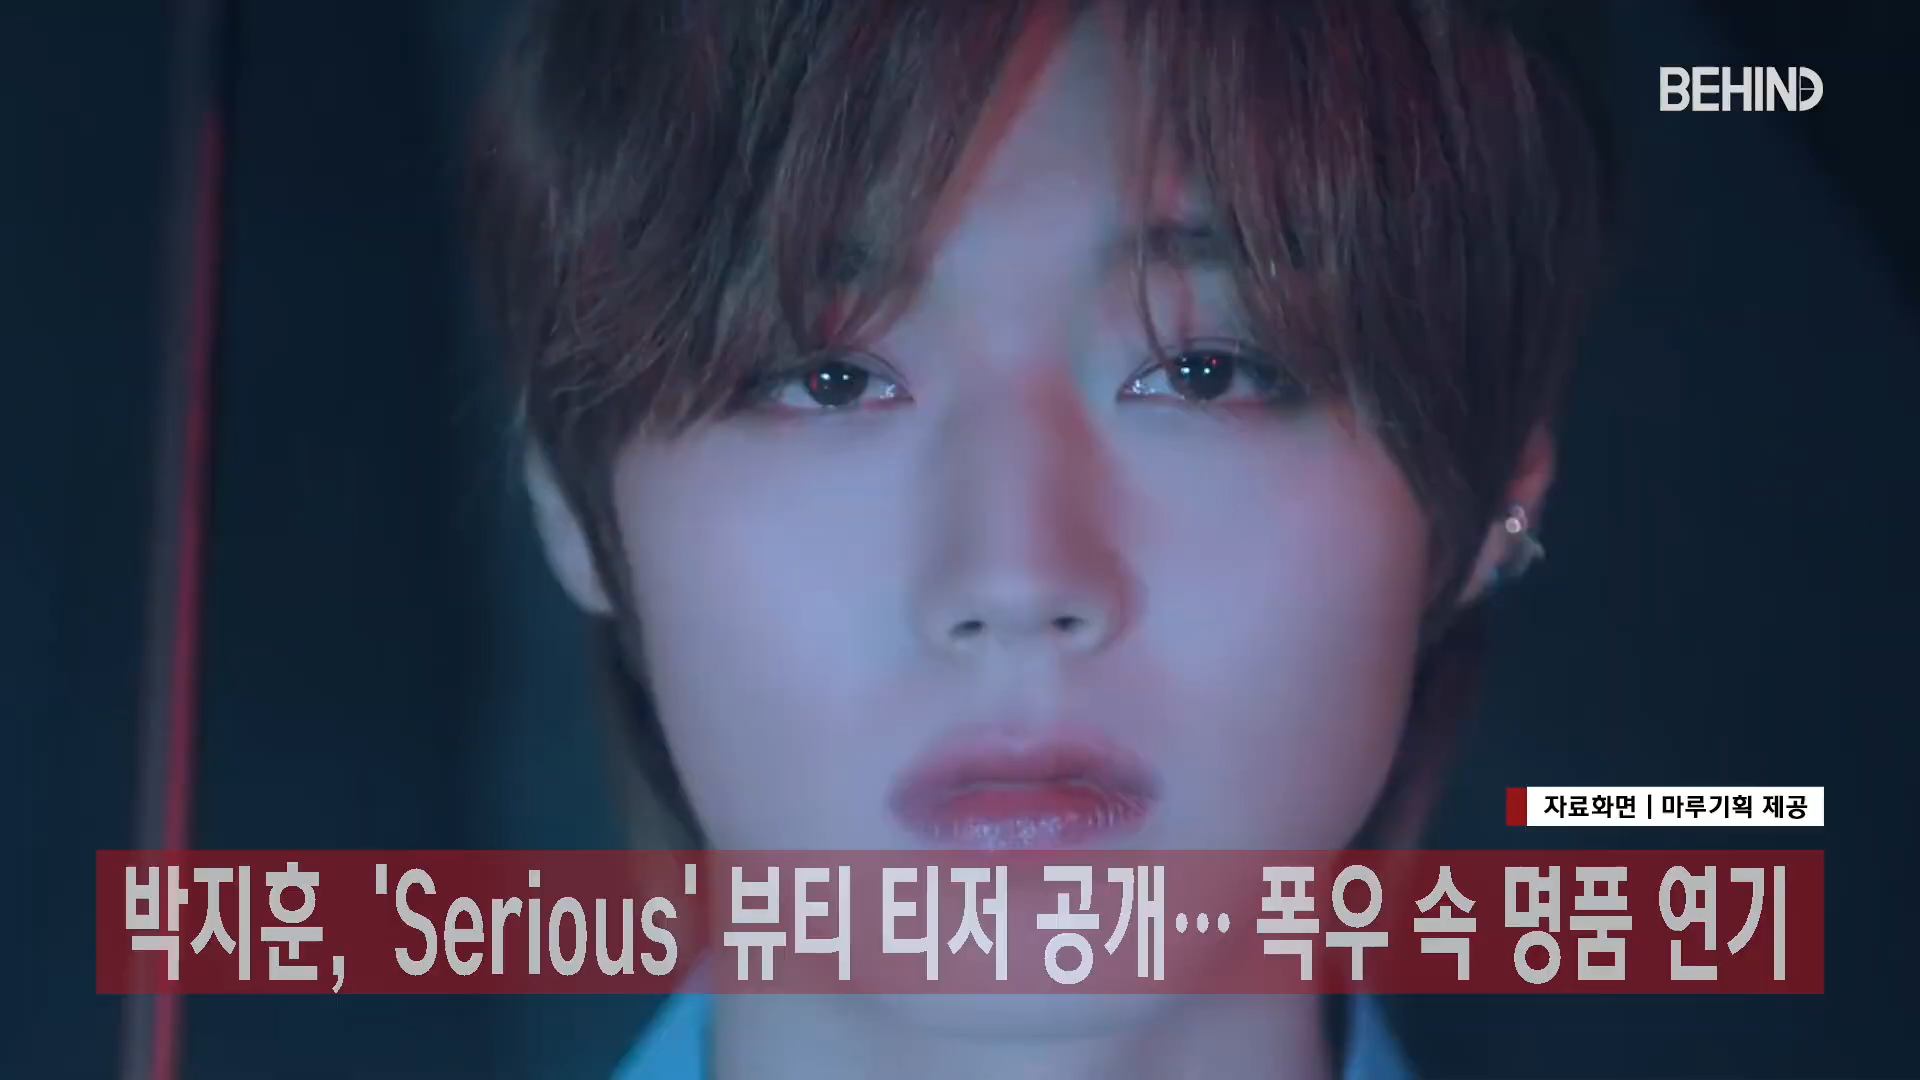 BEHIND
자료화면 | 마루기획 제공
박지훈, 'Serious' 뷰티 티저 공개… 폭우 속 명품 연기